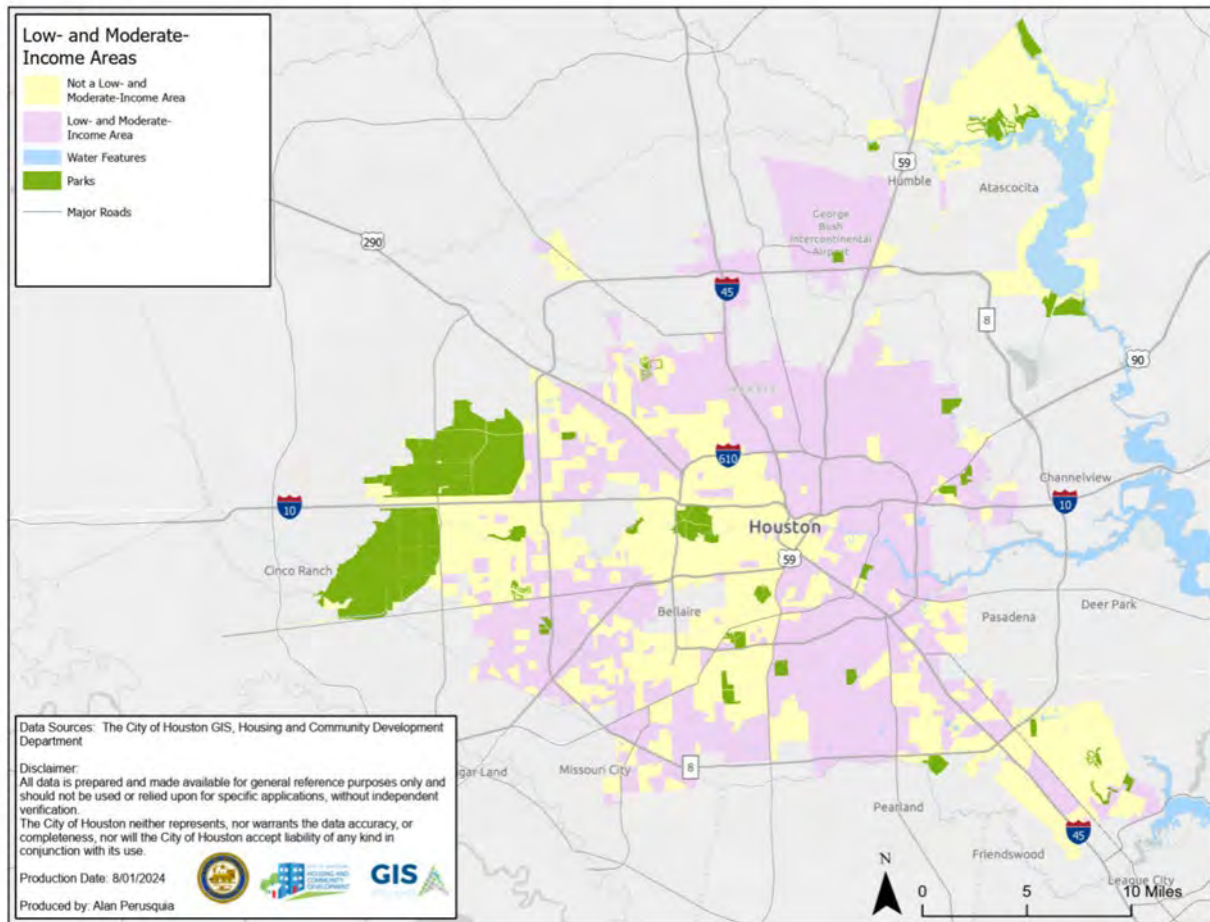 Low- and Moderate-
Income Areas
Not a Low- and
Moderate-Income Area
Low- and Moderate-
Income Area
Water Features
Parks
Major Roads
59
Humble
Atascocita
George
Bush
Intercontinental
Airport
290
45
8
90
HARRIS
610
Channelview
10
10
Houston
59
Cinco Ranch
Bellaire
Pasadena
Deer Park
gar Land
Missouri City
8
Pearland
45
Friendswood
League City
Data Sources: The City of Houston GIS, Housing and Community Development
Department
Disclaimer:
All data is prepared and made available for general reference purposes only and
should not be used or relied upon for specific applications, without independent
verification.
The City of Houston neither represents, nor warrants the data accuracy, or
completeness, nor will the City of Houston accept liability of any kind in
conjunction with its use.
HOUSING AND
COMMUNITY
DEVELOPMENT
GIS
Production Date: 8/01/2024
Produced by: Alan Perusquia
N
0 5 10 Miles